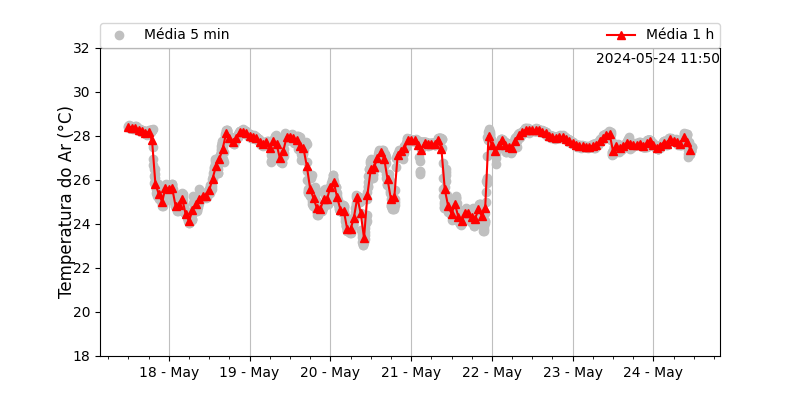 Média 5 min
Média 1 h
2024-05-24 11:50
Temperatura do Ar (°C)
32
30
28
26
24
22
20
18
18 - May
19 - May
20 - May
21 - May
22 - May
23 - May
24 - May